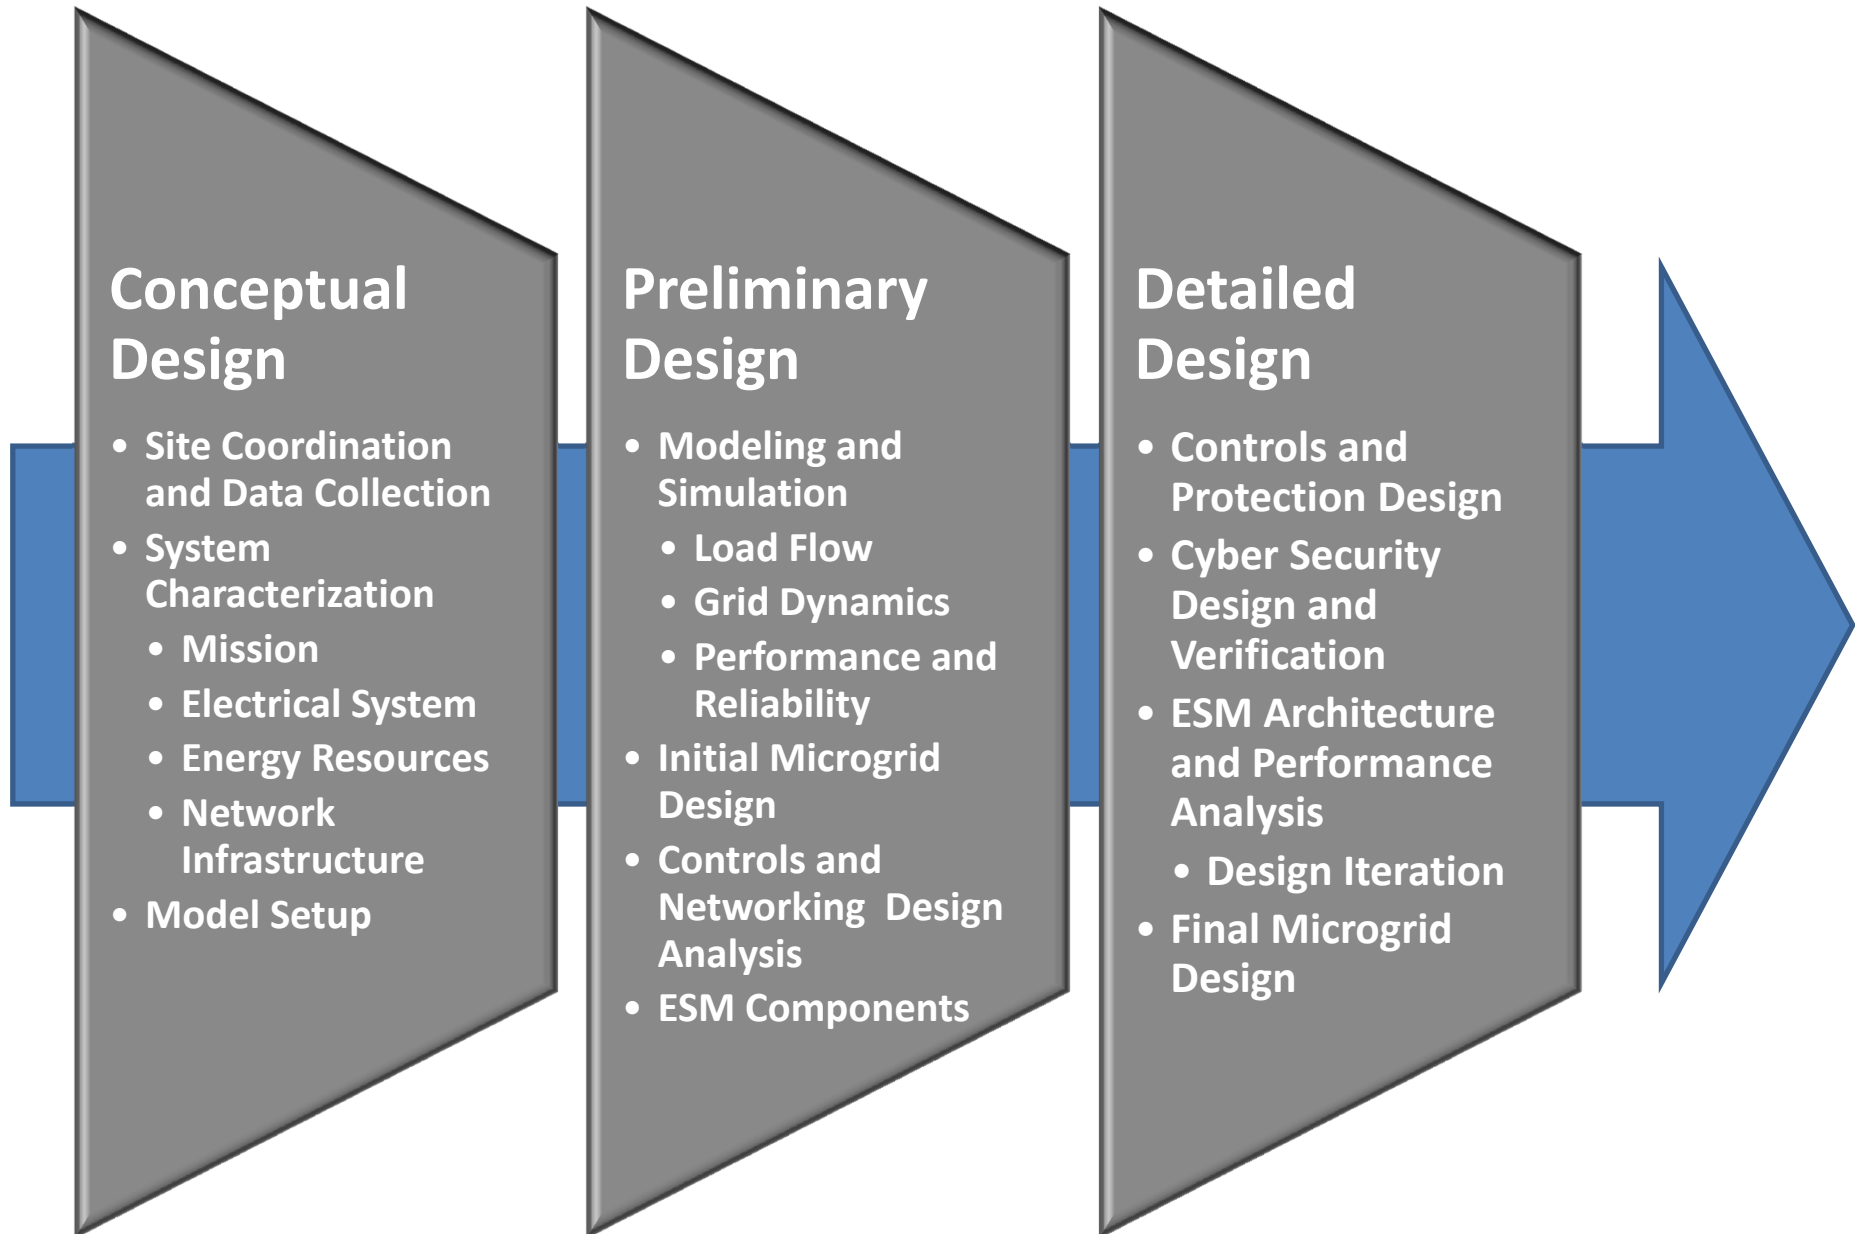 Conceptual
Design
• Site Coordination
and Data Collection
• System
Characterization
• Mission
• Electrical System
• Energy Resources
• Network
Infrastructure
• Model Setup
Preliminary
Design
• Modeling and
Simulation
• Load Flow
• Grid Dynamics
• Performance and
Reliability
• Initial Microgrid
Design
• Controls and
Networking  Design
Analysis
• ESM Components
Detailed
Design
• Controls and
Protection Design
• Cyber Security
Design and
Verification
• ESM Architecture
and Performance
Analysis
• Design Iteration
• Final Microgrid
Design